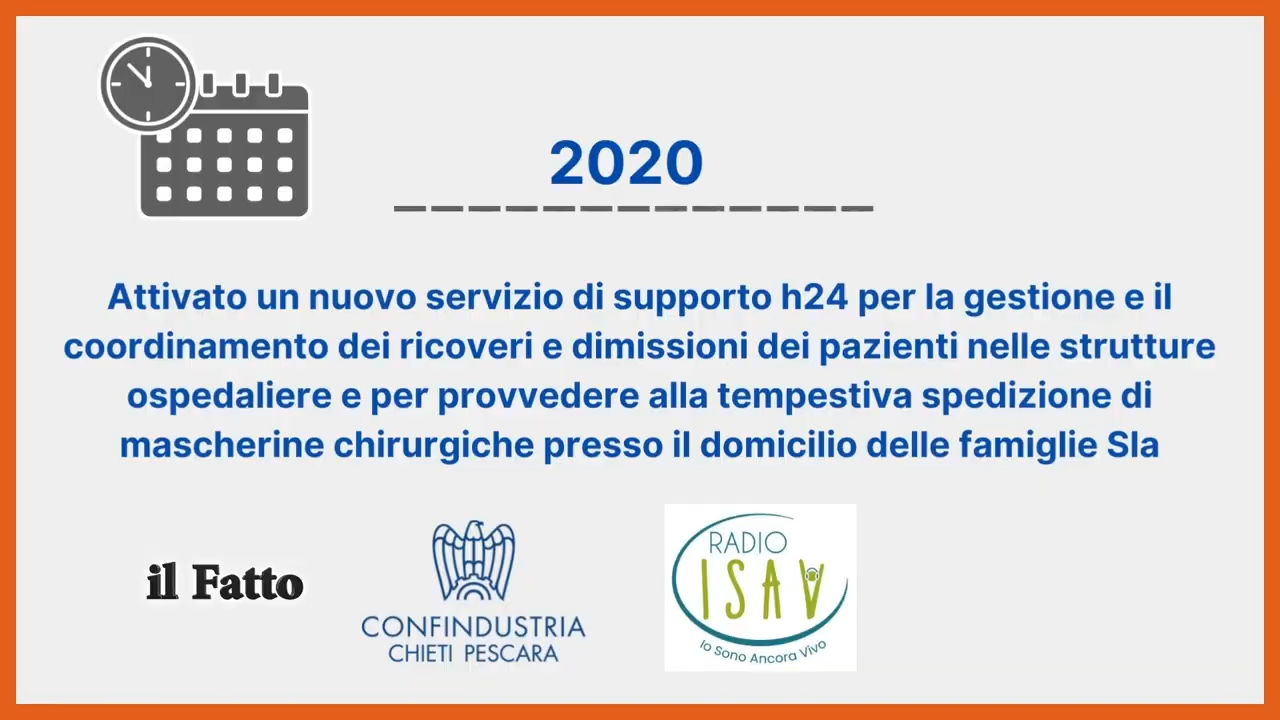 2020
Attivato un nuovo servizio di supporto h24 per la gestione e il
coordinamento dei ricoveri e dimissioni dei pazienti nelle strutture
ospedaliere e per provvedere alla tempestiva spedizione di
mascherine chirurgiche presso il domicilio delle famiglie Sla
il Fatto
CONFINDUSTRIA
CHIETI PESCARA
RADIO
ISAV
Io Sono Ancora Vivo